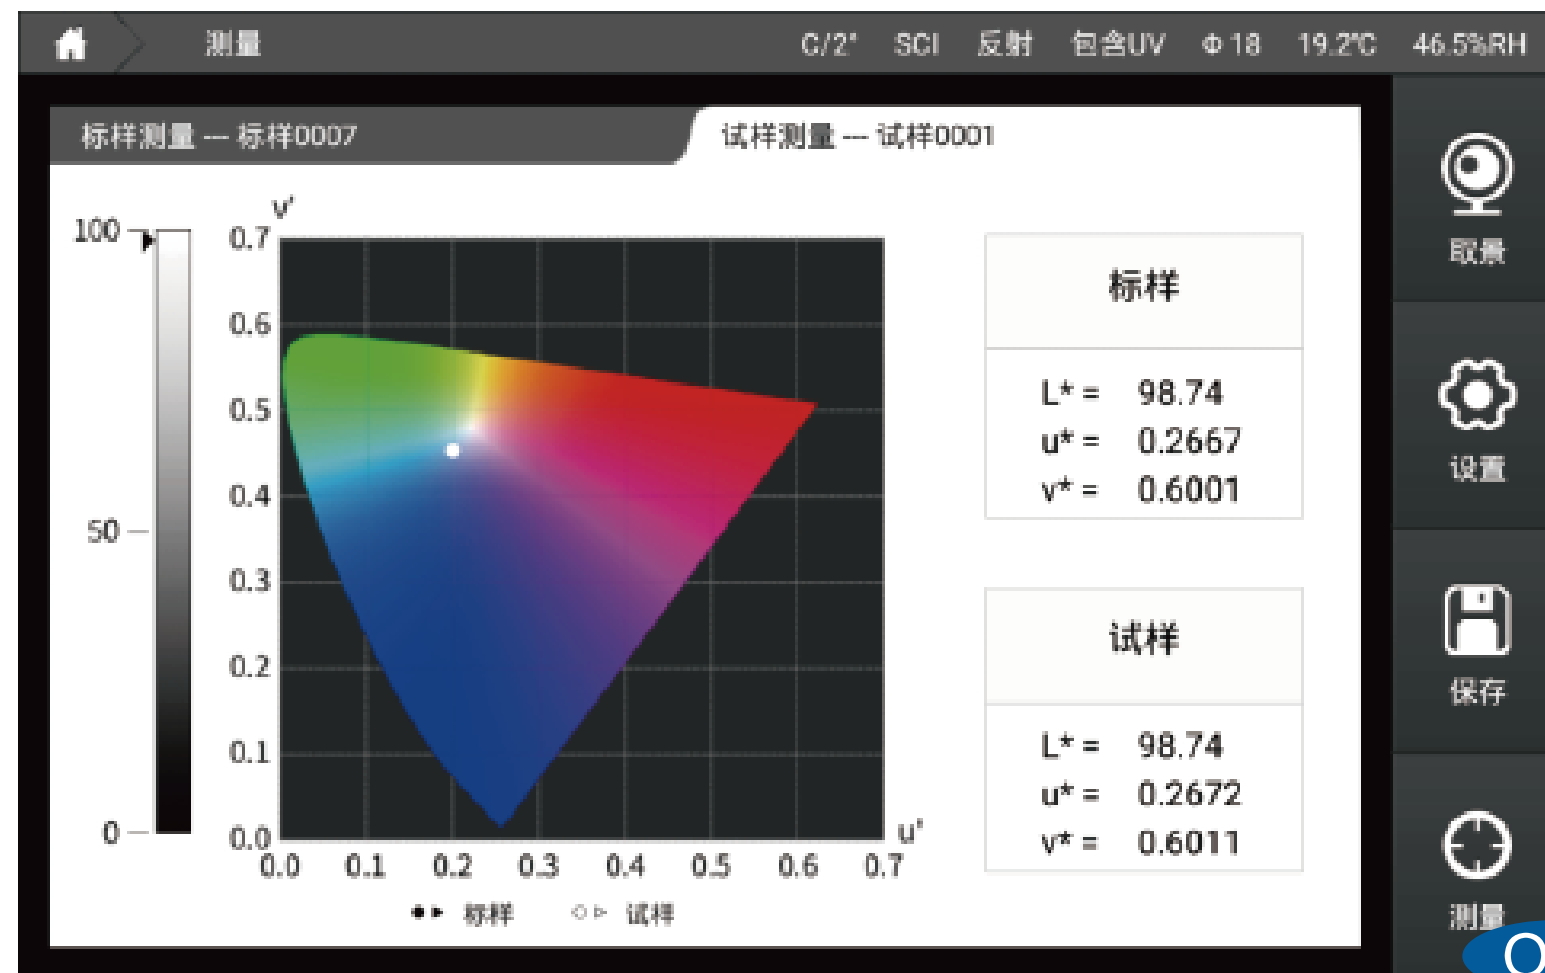 测量 C/2° SCI 反射 包含UV Φ18 19.2℃ 46.5%RH
标样测量 --- 标样0007
试样测量 --- 试样0001
v'
100
50
0
0.7
0.6
0.5
0.4
0.3
0.2
0.1
0.0
0.0 0.1 0.2 0.3 0.4 0.5 0.6 0.7
u'
标样 试样
标样
L* = 98.74
u* = 0.2667
v* = 0.6001
试样
L* = 98.74
u* = 0.2672
v* = 0.6011
取景
设置
保存
测量